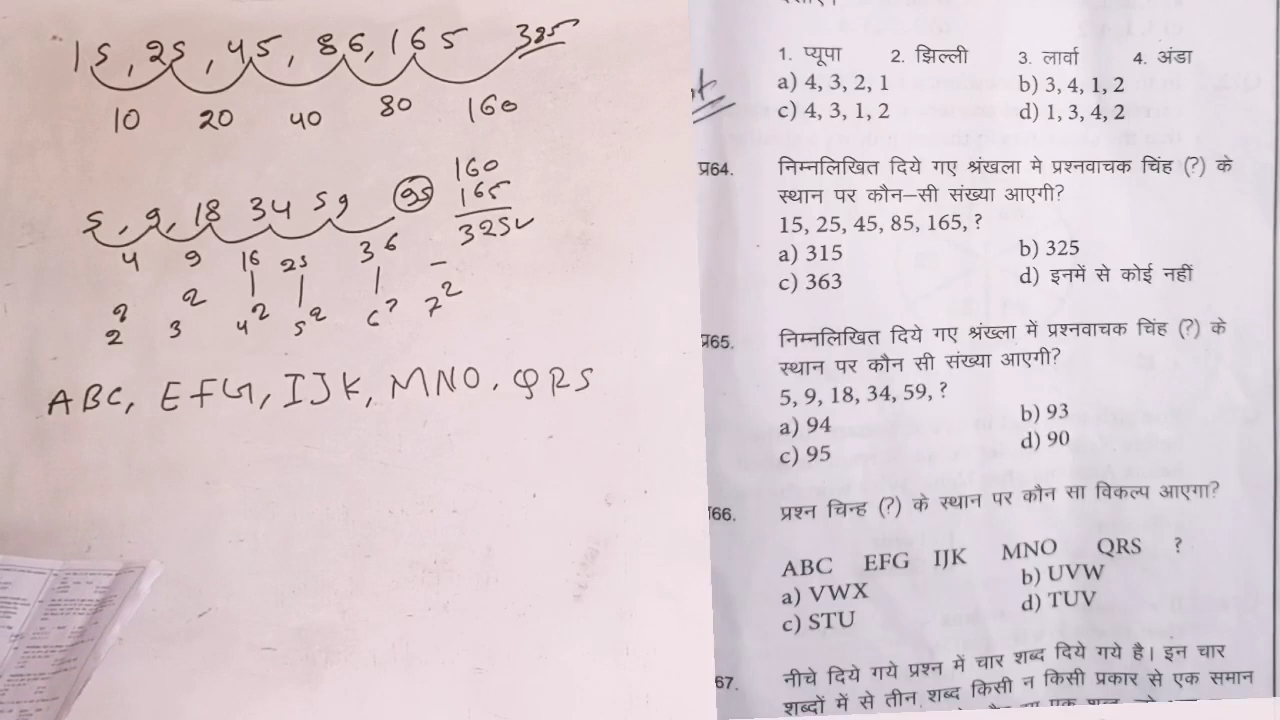 15, 25, 45, 86, 165 385
10 20 40 80 160
160
165
325
5, 9, 18 34 59 95
4 9 16 25 36 –
2² 3² 4² 5² 6² 7²
ABC, EFG, IJK, MNO, QRS
1. प्यूपा 2. झिल्ली 3. लार्वा 4. अंडा
a) 4, 3, 2, 1 b) 3, 4, 1, 2
c) 4, 3, 1, 2 d) 1, 3, 4, 2
प्र64. निम्नलिखित दिये गए श्रंखला मे प्रश्नवाचक चिंह (?) के
स्थान पर कौन–सी संख्या आएगी?
15, 25, 45, 85, 165, ?
a) 315 b) 325
c) 363 d) इनमें से कोई नहीं
प्र65. निम्नलिखित दिये गए श्रंख्ला में प्रश्नवाचक चिंह (?) के
स्थान पर कौन सी संख्या आएगी?
5, 9, 18, 34, 59, ?
a) 94 b) 93
c) 95 d) 90
66. प्रश्न चिन्ह (?) के स्थान पर कौन सा विकल्प आएगा?
ABC EFG IJK MNO QRS ?
a) VWX b) UVW
c) STU d) TUV
67. नीचे दिये गये प्रश्न में चार शब्द दिये गये है। इन चार
शब्दों में से तीन शब्द किसी न किसी प्रकार से एक समान